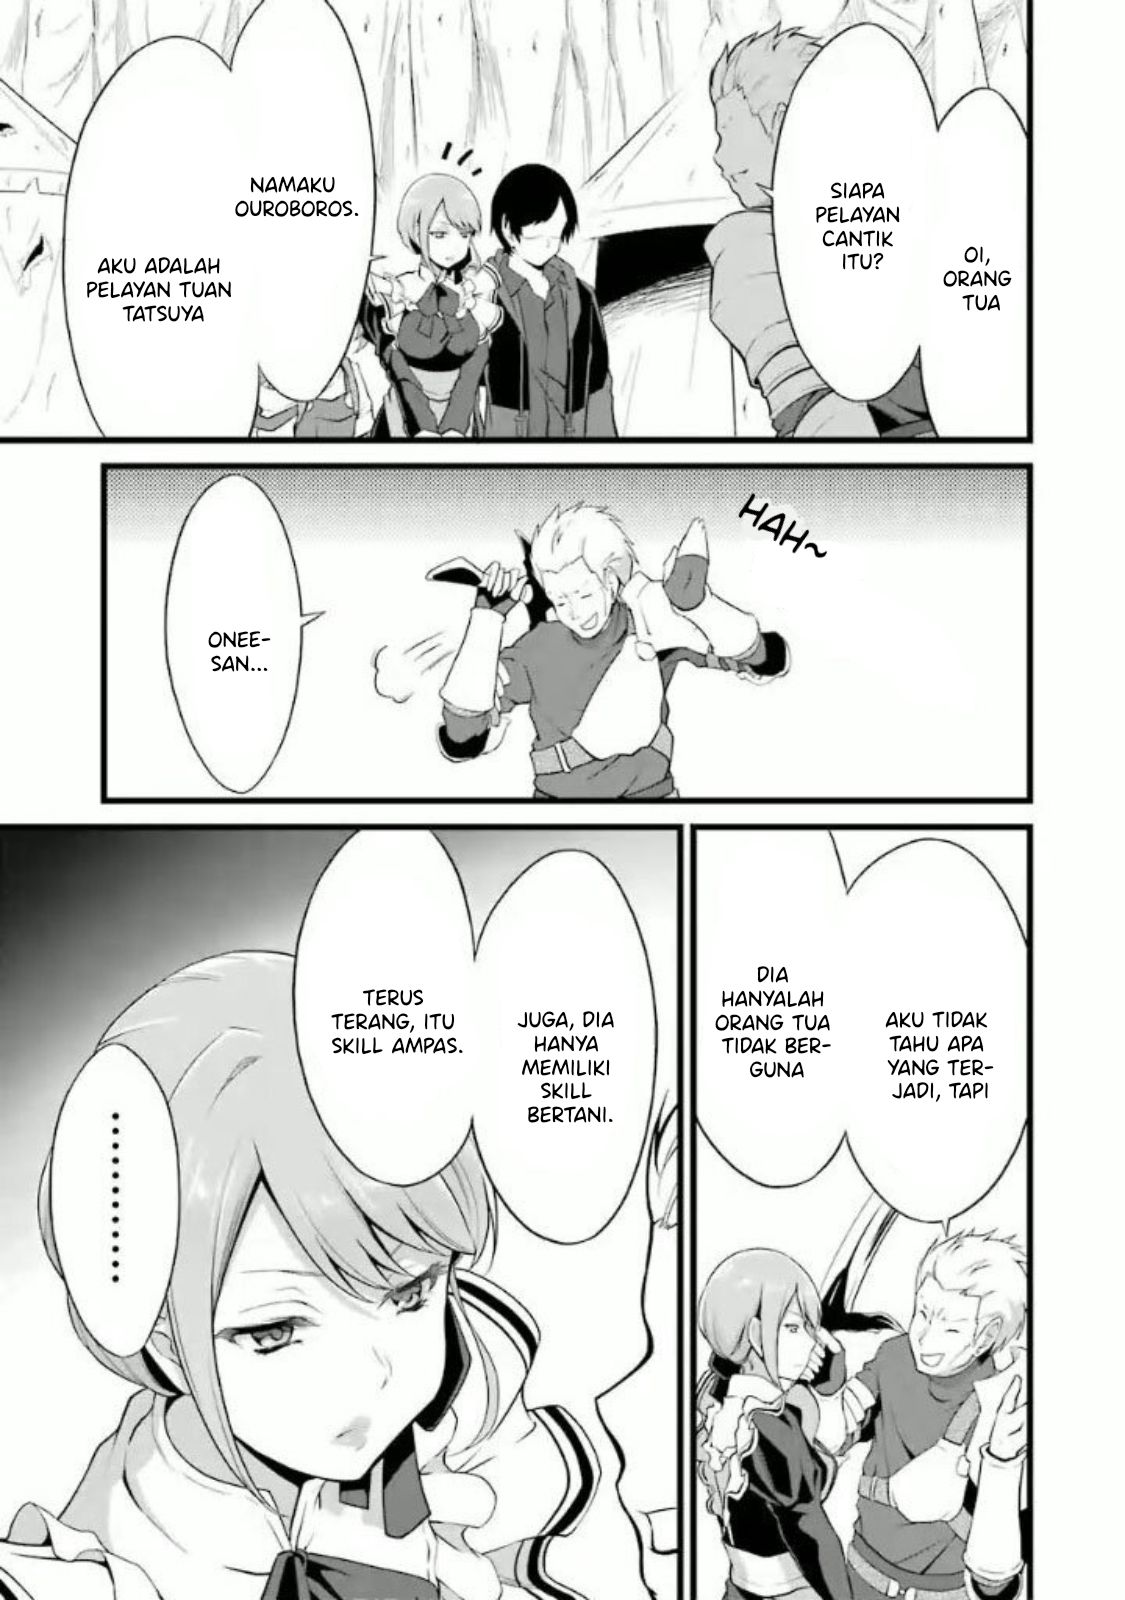 OI,
ORANG
TUA
SIAPA
PELAYAN
CANTIK
ITU?
NAMAKU
OUROBOROS.
AKU ADALAH
PELAYAN TUAN
TATSUYA
HAH~
ONEE-
SAN...
AKU TIDAK
TAHU APA
YANG TER-
JADI, TAPI
DIA
HANYALAH
ORANG TUA
TIDAK BER-
GUNA
JUGA, DIA
HANYA
MEMILIKI
SKILL
BERTANI.
TERUS
TERANG, ITU
SKILL AMPAS.
............